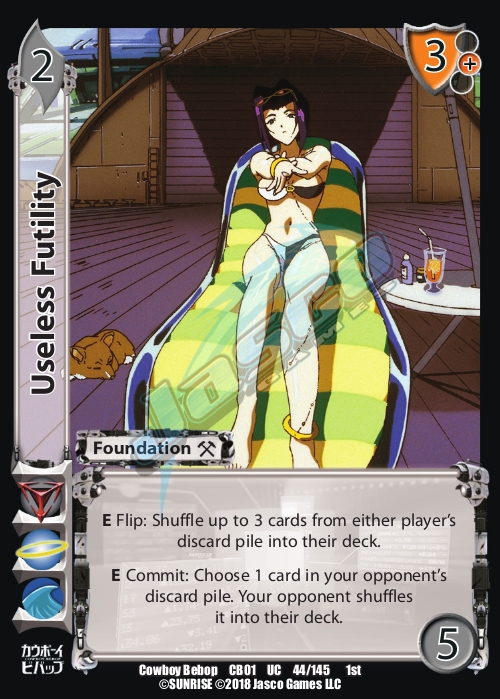 2
3
+
Useless Futility
JASCO
GAMES
Foundation
E Flip: Shuffle up to 3 cards from either player's
discard pile into their deck.
E Commit: Choose 1 card in your opponent's
discard pile. Your opponent shuffles
it into their deck.
5
カウボーイ
ビバップ
Cowboy Bebop CB01 UC 44/145 1st
©SUNRISE ©2018 Jasco Games LLC